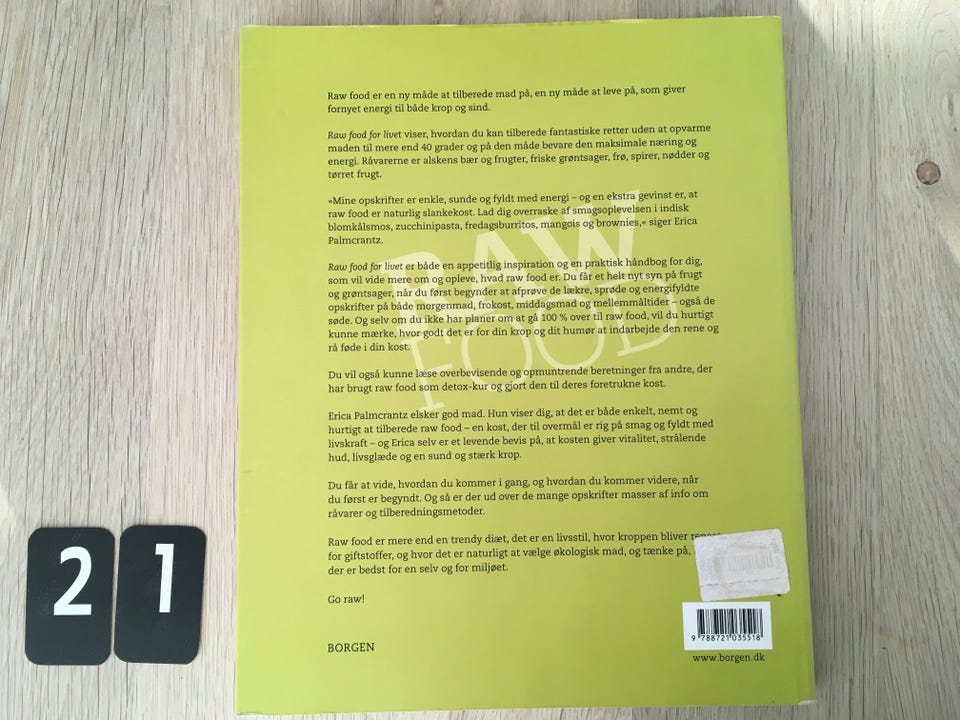 Raw food er en ny måde at tilberede mad på, en ny måde at leve på, som giver
fornyet energi til både krop og sind.
Raw food for livet viser, hvordan du kan tilberede fantastiske retter uden at opvarme
maden til mere end 40 grader og på den måde bevare den maksimale næring og
energi. Råvarerne er alskens bær og frugter, friske grøntsager, frø, spirer, nødder og
tørret frugt.
»Mine opskrifter er enkle, sunde og fyldt med energi – og en ekstra gevinst er, at
raw food er naturlig slankekost. Lad dig overraske af smagsoplevelsen i indisk
blomkålsmos, zucchinipasta, fredagsburritos, mangois og brownies,« siger Erica
Palmcrantz.
Raw food for livet er både en appetitlig inspiration og en praktisk håndbog for dig,
som vil vide mere om og opleve, hvad raw food er. Du får et helt nyt syn på frugt
og grøntsager, når du først begynder at afprøve de lækre, sprøde og energifyldte
opskrifter på både morgenmad, frokost, middagsmad og mellemmåltider – også de
søde. Og selv om du ikke har planer om at gå 100 % over til raw food, vil du hurtigt
kunne mærke, hvor godt det er for din krop og dit humør at indarbejde den rene og
rå føde i din kost.
RAW
FOOD
Du vil også kunne læse overbevisende og opmuntrende beretninger fra andre, der
har brugt raw food som detox-kur og gjort den til deres foretrukne kost.
Erica Palmcrantz elsker god mad. Hun viser dig, at det er både enkelt, nemt og
hurtigt at tilberede raw food – en kost, der til overmål er rig på smag og fyldt med
livskraft – og Erica selv er et levende bevis på, at kosten giver vitalitet, strålende
hud, livsglæde og en sund og stærk krop.
Du får at vide, hvordan du kommer i gang, og hvordan du kommer videre, når
du først er begyndt. Og så er der ud over de mange opskrifter masser af info om
råvarer og tilberedningsmetoder.
Raw food er mere end en trendy diæt, det er en livsstil, hvor kroppen bliver
for giftstoffer, og hvor det er naturligt at vælge økologisk mad, og tænke på,
der er bedst for en selv og for miljøet.
Go raw!
BORGEN
9 788721 035518
www.borgen.dk
21